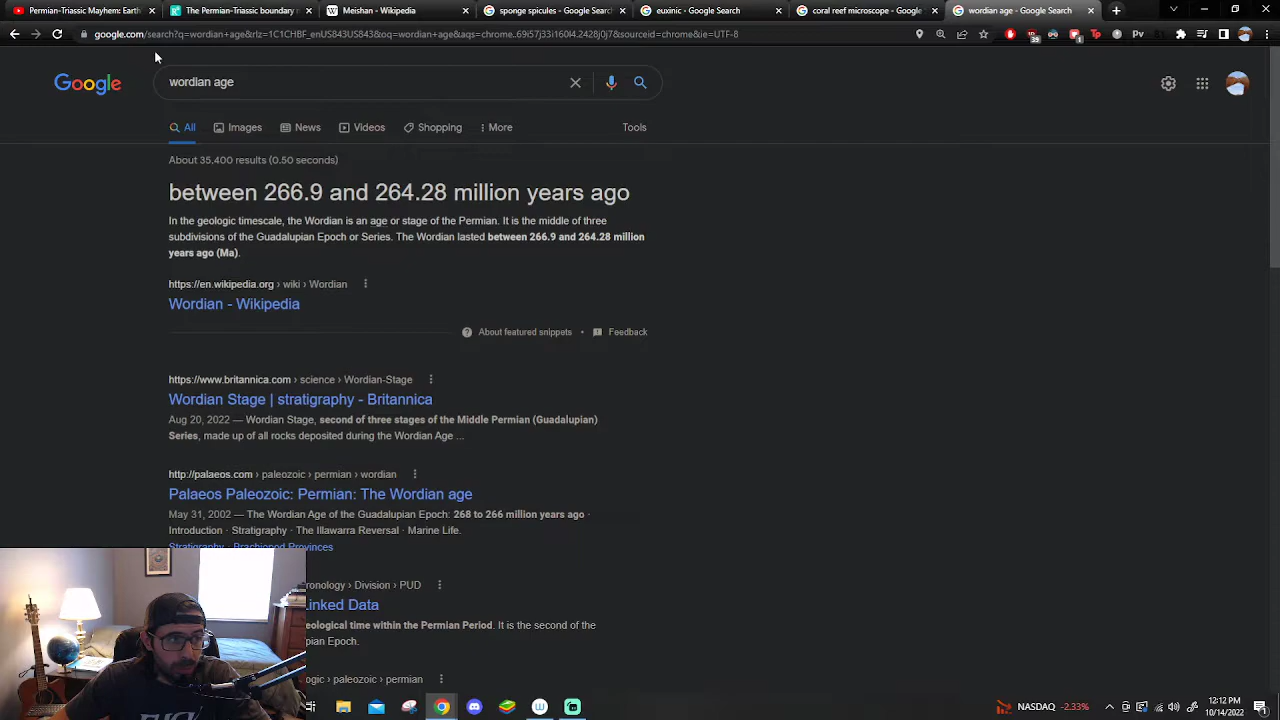 Permian-Triassic Mayhem: Earth
The Permian-Triassic boundary
Meishan - Wikipedia
sponge spicules - Google Search
euxinic - Google Search
coral reef microscope - Google
wordian age - Google Search
google.com/search?q=wordian+age&rlz=1C1CHBF_enUS843US843&oq=wordian+age&aqs=chrome..69i57j33i160l4.2428j0j7&sourceid=chrome&ie=UTF-8
39
1
Google
wordian age
All
Images
News
Videos
Shopping
More
Tools
About 35,400 results (0.50 seconds)
between 266.9 and 264.28 million years ago
In the geologic timescale, the Wordian is an age or stage of the Permian. It is the middle of three
subdivisions of the Guadalupian Epoch or Series. The Wordian lasted between 266.9 and 264.28 million
years ago (Ma).
https://en.wikipedia.org › wiki › Wordian
Wordian - Wikipedia
About featured snippets • Feedback
https://www.britannica.com › science › Wordian-Stage
Wordian Stage | stratigraphy - Britannica
Aug 20, 2022 — Wordian Stage, second of three stages of the Middle Permian (Guadalupian)
Series, made up of all rocks deposited during the Wordian Age ...
http://palaeos.com › paleozoic › permian › wordian
Palaeos Paleozoic: Permian: The Wordian age
May 31, 2002 — The Wordian Age of the Guadalupian Epoch: 268 to 266 million years ago ·
Introduction · Stratigraphy · The Illawarra Reversal · Marine Life.
Stratigraphy · Brachiopod Provinces
ronology › Division › PUD
inked Data
eological time within the Permian Period. It is the second of the
pian Epoch.
ogic › paleozoic › permian
NASDAQ -2.33%
12:12 PM
10/14/2022